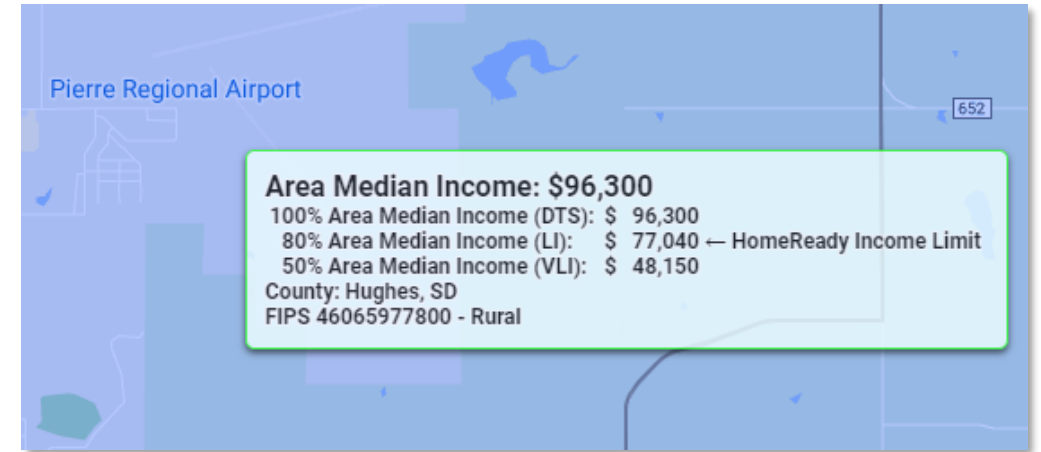 Pierre Regional Airport
652
Area Median Income: $96,300
100% Area Median Income (DTS): $ 96,300
80% Area Median Income (LI): $ 77,040 ← HomeReady Income Limit
50% Area Median Income (VLI): $ 48,150
County: Hughes, SD
FIPS 46065977800 - Rural